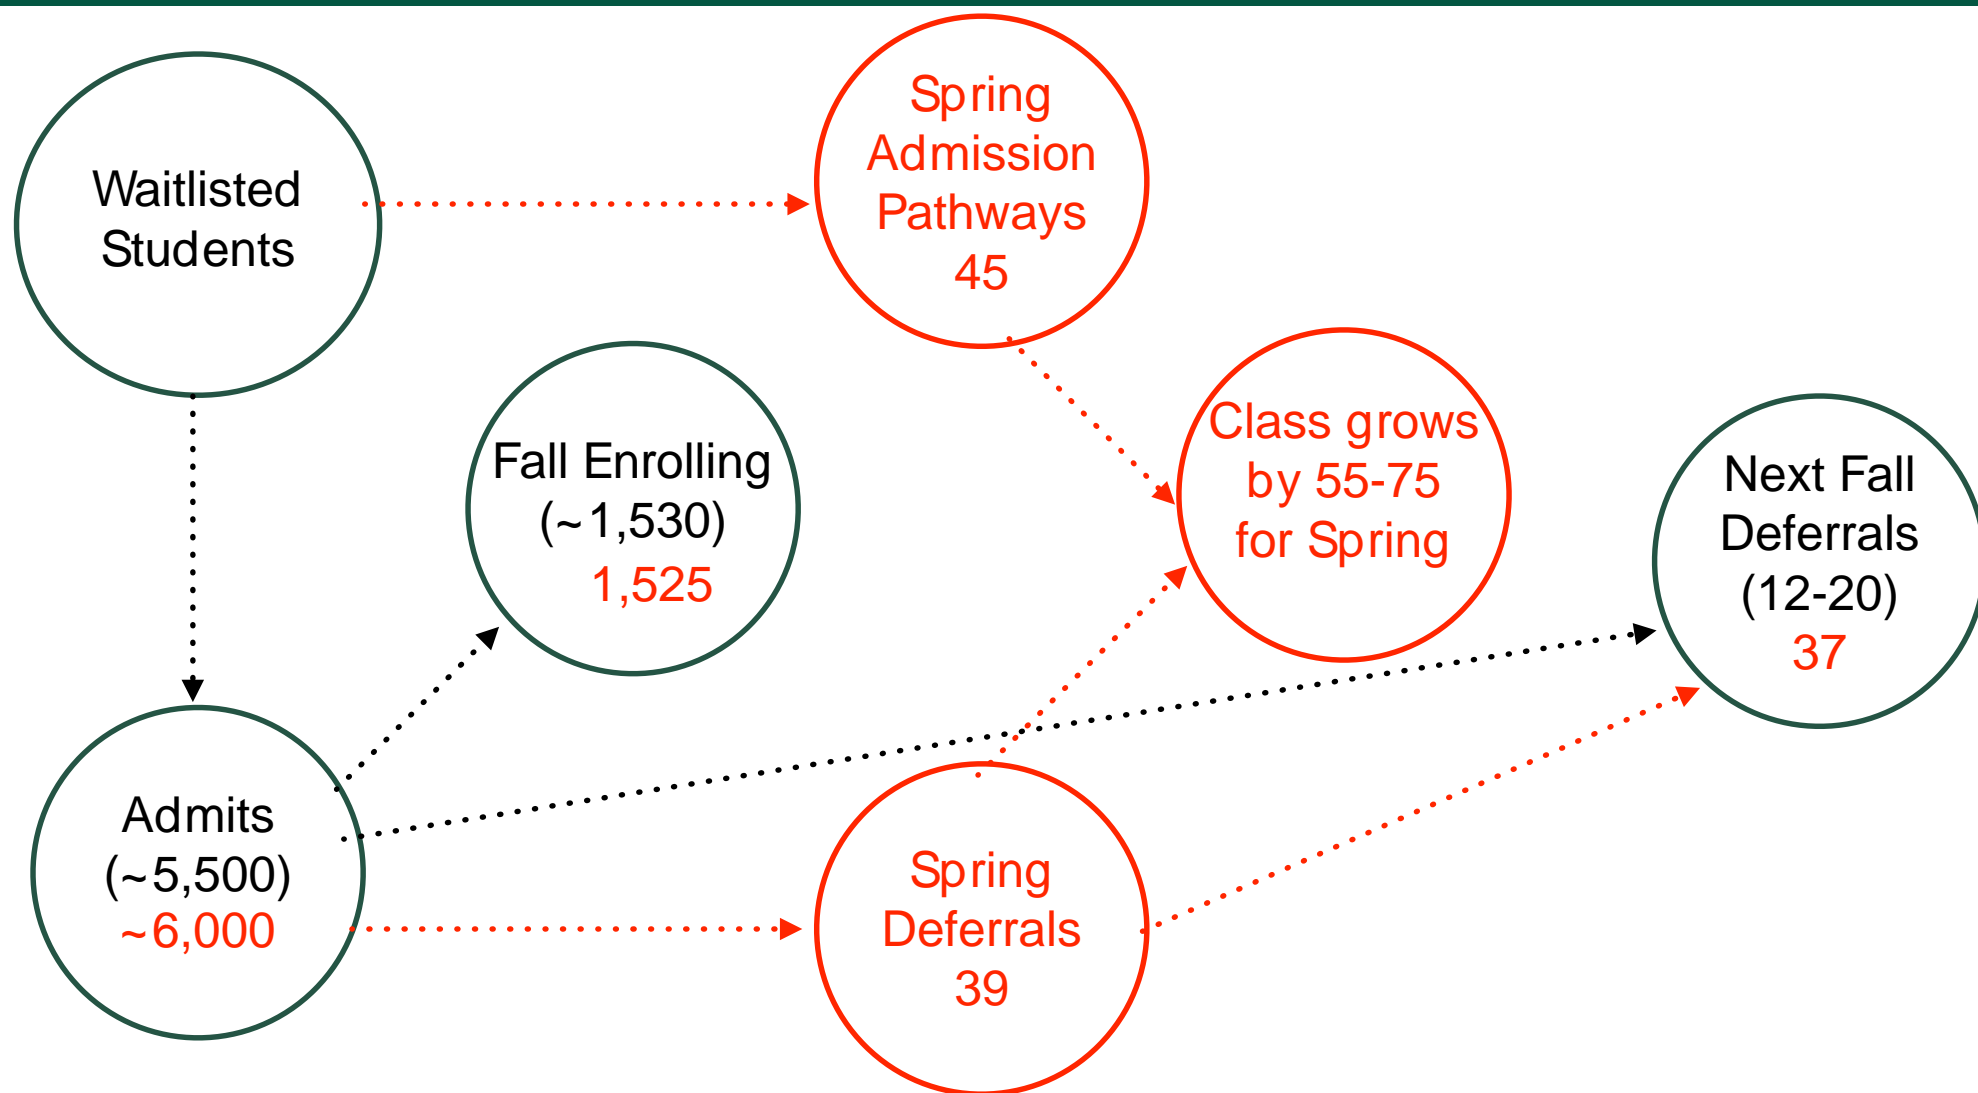 Waitlisted
Students
Spring
Admission
Pathways
45
Fall Enrolling
(~1,530)
1,525
Class grows
by 55-75
for Spring
Next Fall
Deferrals
(12-20)
37
Admits
(~5,500)
~6,000
Spring
Deferrals
39